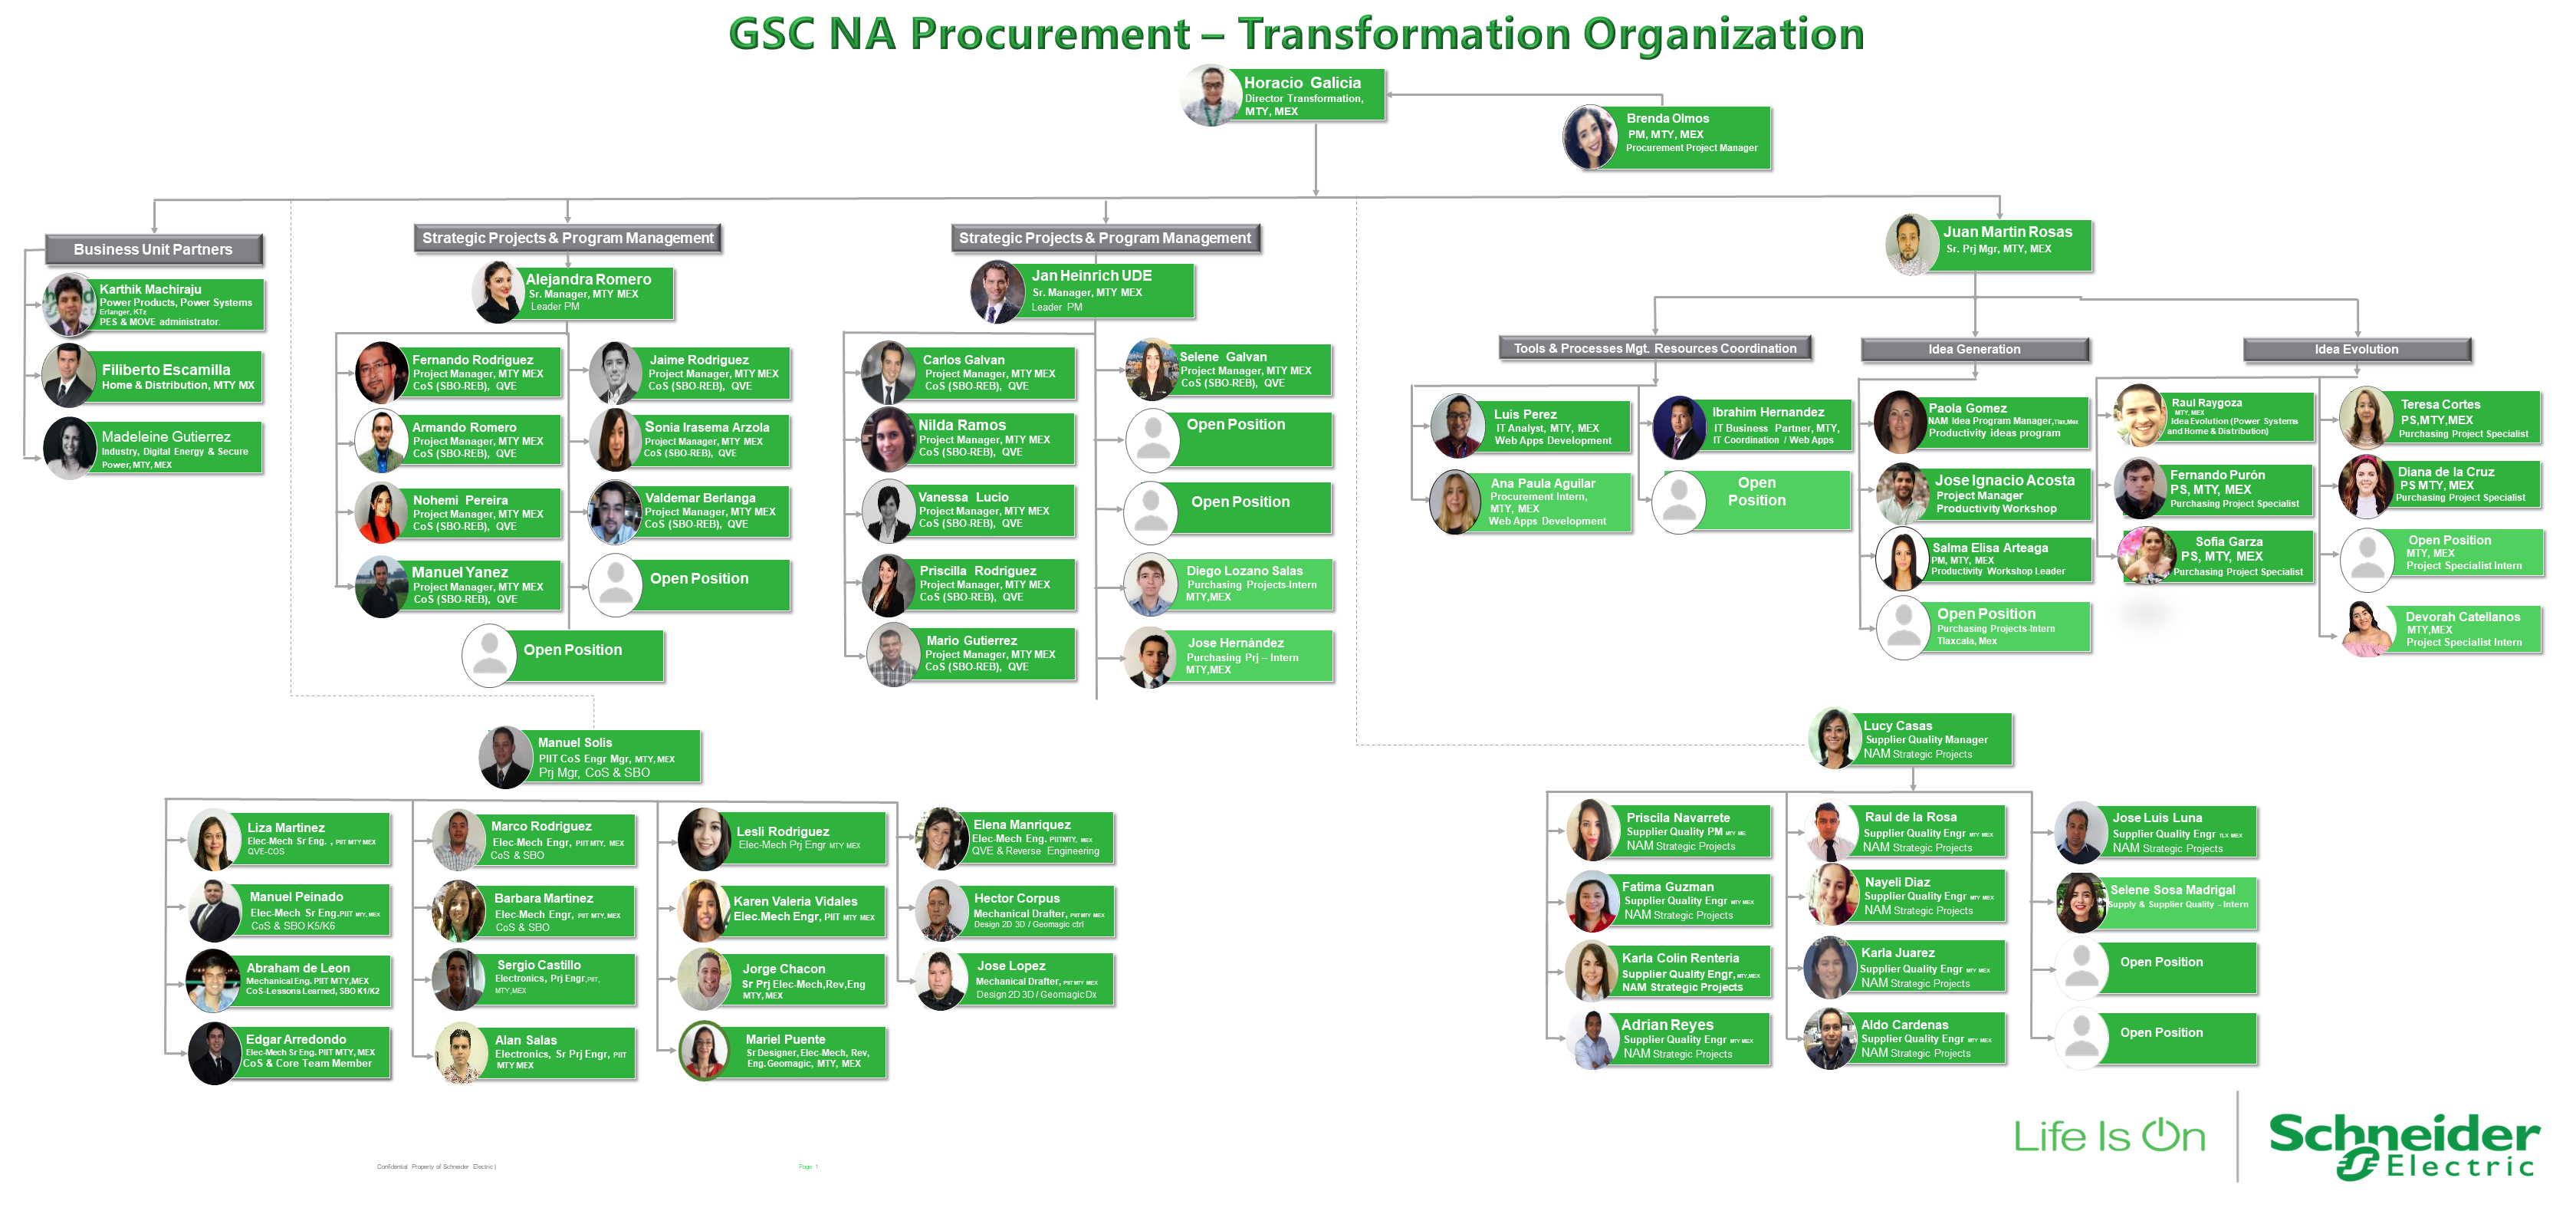 GSC NA Procurement – Transformation Organization
Horacio Galicia
Director Transformation,
MTY, MEX
Brenda Olmos
PM, MTY, MEX
Procurement Project Manager
Business Unit Partners
Karthik Machiraju
Power Products, Power Systems
Erlanger, KTz
PES & MOVE administrator.
Filiberto Escamilla
Home & Distribution, MTY MX
Madeleine Gutierrez
Industry, Digital Energy & Secure
Power, MTY, MEX
Strategic Projects & Program Management
Alejandra Romero
Sr. Manager, MTY MEX
Leader PM
Fernando Rodriguez
Project Manager, MTY MEX
CoS (SBO-REB), QVE
Jaime Rodriguez
Project Manager, MTY MEX
CoS (SBO-REB), QVE
Armando Romero
Project Manager, MTY MEX
CoS (SBO-REB), QVE
Sonia Irasema Arzola
Project Manager, MTY MEX
CoS (SBO-REB), QVE
Nohemi Pereira
Project Manager, MTY MEX
CoS (SBO-REB), QVE
Valdemar Berlanga
Project Manager, MTY MEX
CoS (SBO-REB), QVE
Manuel Yanez
Project Manager, MTY MEX
CoS (SBO-REB), QVE
Open Position
Open Position
Strategic Projects & Program Management
Jan Heinrich UDE
Sr. Manager, MTY MEX
Leader PM
Carlos Galvan
Project Manager, MTY MEX
CoS (SBO-REB), QVE
Selene Galvan
Project Manager, MTY MEX
CoS (SBO-REB), QVE
Nilda Ramos
Project Manager, MTY MEX
CoS (SBO-REB), QVE
Open Position
Vanessa Lucio
Project Manager, MTY MEX
CoS (SBO-REB), QVE
Open Position
Priscilla Rodriguez
Project Manager, MTY MEX
CoS (SBO-REB), QVE
Diego Lozano Salas
Purchasing Projects-Intern
MTY,MEX
Mario Gutierrez
Project Manager, MTY MEX
CoS (SBO-REB), QVE
Jose Hernández
Purchasing Prj – Intern
MTY,MEX
Juan Martin Rosas
Sr. Prj Mgr, MTY, MEX
Tools & Processes Mgt. Resources Coordination
Luis Perez
IT Analyst, MTY, MEX
Web Apps Development
Ibrahim Hernandez
IT Business Partner, MTY,
IT Coordination / Web Apps
Ana Paula Aguilar
Procurement Intern,
MTY, MEX
Web Apps Development
Open
Position
Idea Generation
Paola Gomez
NAM Idea Program Manager,Tlax,Mex
Productivity ideas program
Jose Ignacio Acosta
Project Manager
Productivity Workshop
Salma Elisa Arteaga
PM, MTY, MEX
Productivity Workshop Leader
Open Position
Purchasing Projects-Intern
Tlaxcala, Mex
Idea Evolution
Raul Raygoza
MTY, MEX
Idea Evolution (Power Systems
and Home & Distribution)
Teresa Cortes
PS,MTY,MEX
Purchasing Project Specialist
Fernando Purón
PS, MTY, MEX
Purchasing Project Specialist
Diana de la Cruz
PS MTY, MEX
Purchasing Project Specialist
Sofia Garza
PS, MTY, MEX
Purchasing Project Specialist
Open Position
MTY, MEX
Project Specialist Intern
Devorah Catellanos
MTY,MEX
Project Specialist Intern
Manuel Solis
PIIT CoS Engr Mgr, MTY, MEX
Prj Mgr, CoS & SBO
Liza Martinez
Elec-Mech Sr Eng. , PIIT MTY MEX
QVE-COS
Marco Rodriguez
Elec-Mech Engr, PIIT MTY, MEX
CoS & SBO
Lesli Rodriguez
Elec-Mech Prj Engr MTY MEX
Elena Manriquez
Elec-Mech Eng. PIITMTY, MEX
QVE & Reverse Engineering
Manuel Peinado
Elec-Mech Sr Eng.PIIT MTY, MEX
CoS & SBO K5/K6
Barbara Martinez
Elec-Mech Engr, PIIT MTY, MEX
CoS & SBO
Karen Valeria Vidales
Elec.Mech Engr, PIIT MTY MEX
Hector Corpus
Mechanical Drafter, PIIT MTY MEX
Design 2D 3D / Geomagic ctrl
Abraham de Leon
Mechanical Eng. PIIT MTY,MEX
CoS-Lessons Learned, SBO K1/K2
Sergio Castillo
Electronics, Prj Engr,PIIT,
MTY,MEX
Jorge Chacon
Sr Prj Elec-Mech,Rev,Eng
MTY, MEX
Jose Lopez
Mechanical Drafter, PIIT MTY MEX
Design 2D 3D / Geomagic Dx
Edgar Arredondo
Elec-Mech Sr Eng. PIIT MTY, MEX
CoS & Core Team Member
Alan Salas
Electronics, Sr Prj Engr, PIIT
MTY MEX
Mariel Puente
Sr Designer, Elec-Mech, Rev,
Eng. Geomagic, MTY, MEX
Lucy Casas
Supplier Quality Manager
NAM Strategic Projects
Priscila Navarrete
Supplier Quality PM MTY ME
NAM Strategic Projects
Raul de la Rosa
Supplier Quality Engr MTY MEX
NAM Strategic Projects
Jose Luis Luna
Supplier Quality Engr TLX MEX
NAM Strategic Projects
Fatima Guzman
Supplier Quality Engr MTY MEX
NAM Strategic Projects
Nayeli Diaz
Supplier Quality Engr MTY MEX
NAM Strategic Projects
Selene Sosa Madrigal
Supply & Supplier Quality - Intern
Karla Colin Renteria
Supplier Quality Engr, MTY,MEX
NAM Strategic Projects
Karla Juarez
Supplier Quality Engr MTY MEX
NAM Strategic Projects
Open Position
Adrian Reyes
Supplier Quality Engr MTY MEX
NAM Strategic Projects
Aldo Cardenas
Supplier Quality Engr MTY MEX
NAM Strategic Projects
Open Position
Life Is On
Schneider
Electric
Confidential Property of Schneider Electric |
Page 1